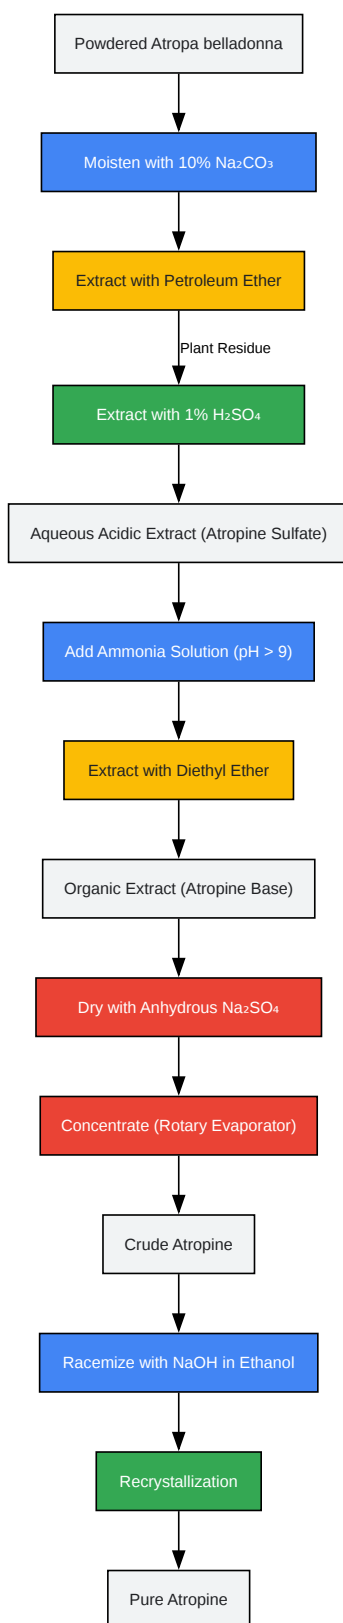 Powdered Atropa belladonna
Moisten with 10% Na₂CO₃
Extract with Petroleum Ether
Plant Residue
Extract with 1% H₂SO₄
Aqueous Acidic Extract (Atropine Sulfate)
Add Ammonia Solution (pH > 9)
Extract with Diethyl Ether
Organic Extract (Atropine Base)
Dry with Anhydrous Na₂SO₄
Concentrate (Rotary Evaporator)
Crude Atropine
Racemize with NaOH in Ethanol
Recrystallization
Pure Atropine